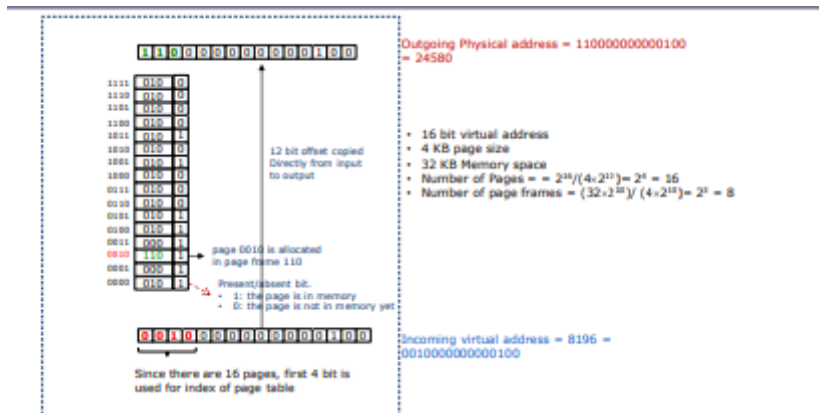 110000000000100
Outgoing Physical address = 110000000000100
= 24580
1111 010 0
1110 010 0
1101 010 0
1100 010 0
1011 010 1
1010 010 0
1001 010 1
1000 010 0
0111 010 0
0110 010 0
0101 010 1
0100 010 1
0011 000 1
0010 110 1
0001 000 1
0000 010 1
12 bit offset copied
Directly from input
to output
• 16 bit virtual address
• 4 KB page size
• 32 KB Memory space
• Number of Pages = = 2¹⁶/(4×2¹⁰)= 2⁴ = 16
• Number of page frames = (32×2¹⁰)/ (4×2¹⁰)= 2³ = 8
page 0010 is allocated
in page frame 110
Present/absent bit.
• 1: the page is in memory
• 0: the page is not in memory yet
0010000000000100
Incoming virtual address = 8196 =
0010000000000100
Since there are 16 pages, first 4 bit is
used for index of page table